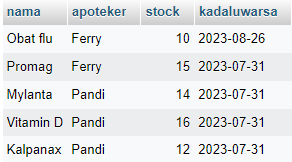 nama apoteker stock kadaluwarsa
Obat flu Ferry 10 2023-08-26
Promag Ferry 15 2023-07-31
Mylanta Pandi 14 2023-07-31
Vitamin D Pandi 16 2023-07-31
Kalpanax Pandi 12 2023-07-31